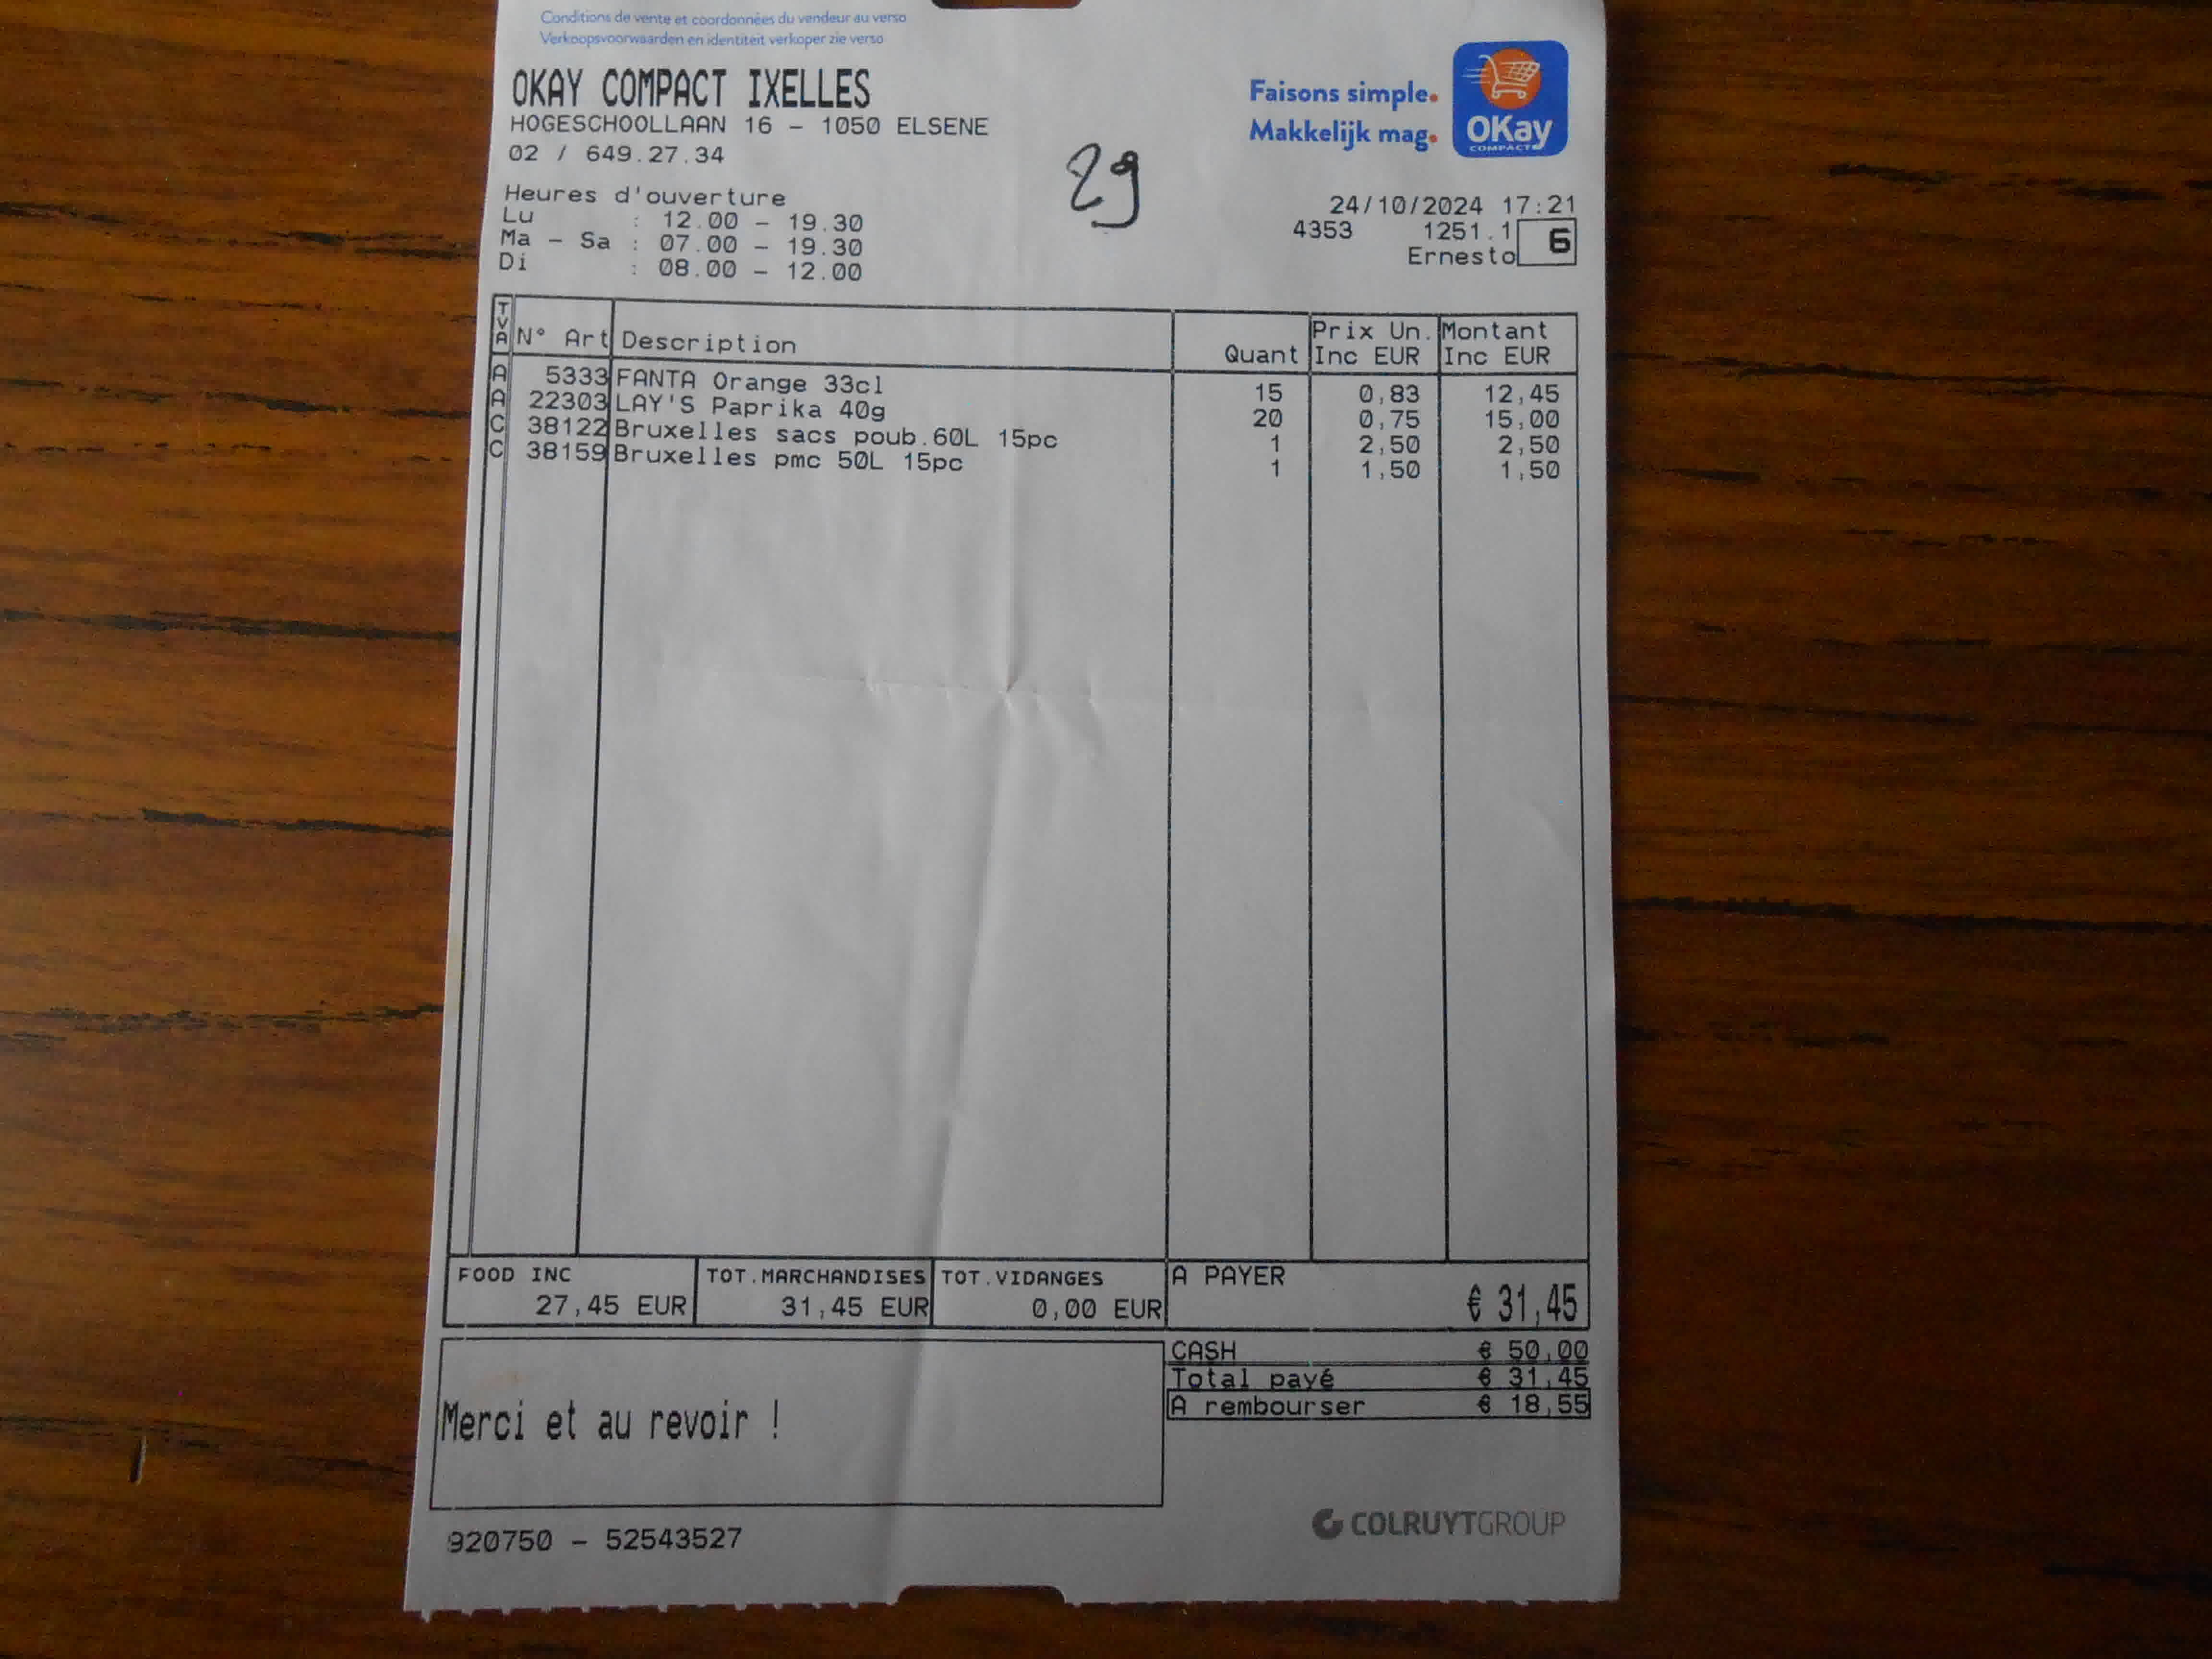 Conditions de vente et coordonnées du vendeur au verso
Verkoopsvoorwaarden en identiteit verkoper zie verso
OKAY COMPACT IXELLES
HOGESCHOOLLAAN 16 - 1050 ELSENE
02 / 649.27.34
Faisons simple.
Makkelijk mag.
OKay
COMPACT
29
Heures d'ouverture
Lu : 12.00 - 19.30
Ma - Sa : 07.00 - 19.30
Di : 08.00 - 12.00
24/10/2024 17:21
4353 1251.1
Ernesto 6
TVA N° Art Description Quant Prix Un. Inc EUR Montant Inc EUR
A 5333 FANTA Orange 33cl 15 0,83 12,45
A 22303 LAY'S Paprika 40g 20 0,75 15,00
C 38122 Bruxelles sacs poub.60L 15pc 1 2,50 2,50
C 38159 Bruxelles pmc 50L 15pc 1 1,50 1,50
FOOD INC TOT.MARCHANDISES TOT.VIDANGES A PAYER
27,45 EUR 31,45 EUR 0,00 EUR € 31,45
CASH € 50,00
Total payé € 31,45
A rembourser € 18,55
Merci et au revoir !
COLRUYTGROUP
920750 - 52543527